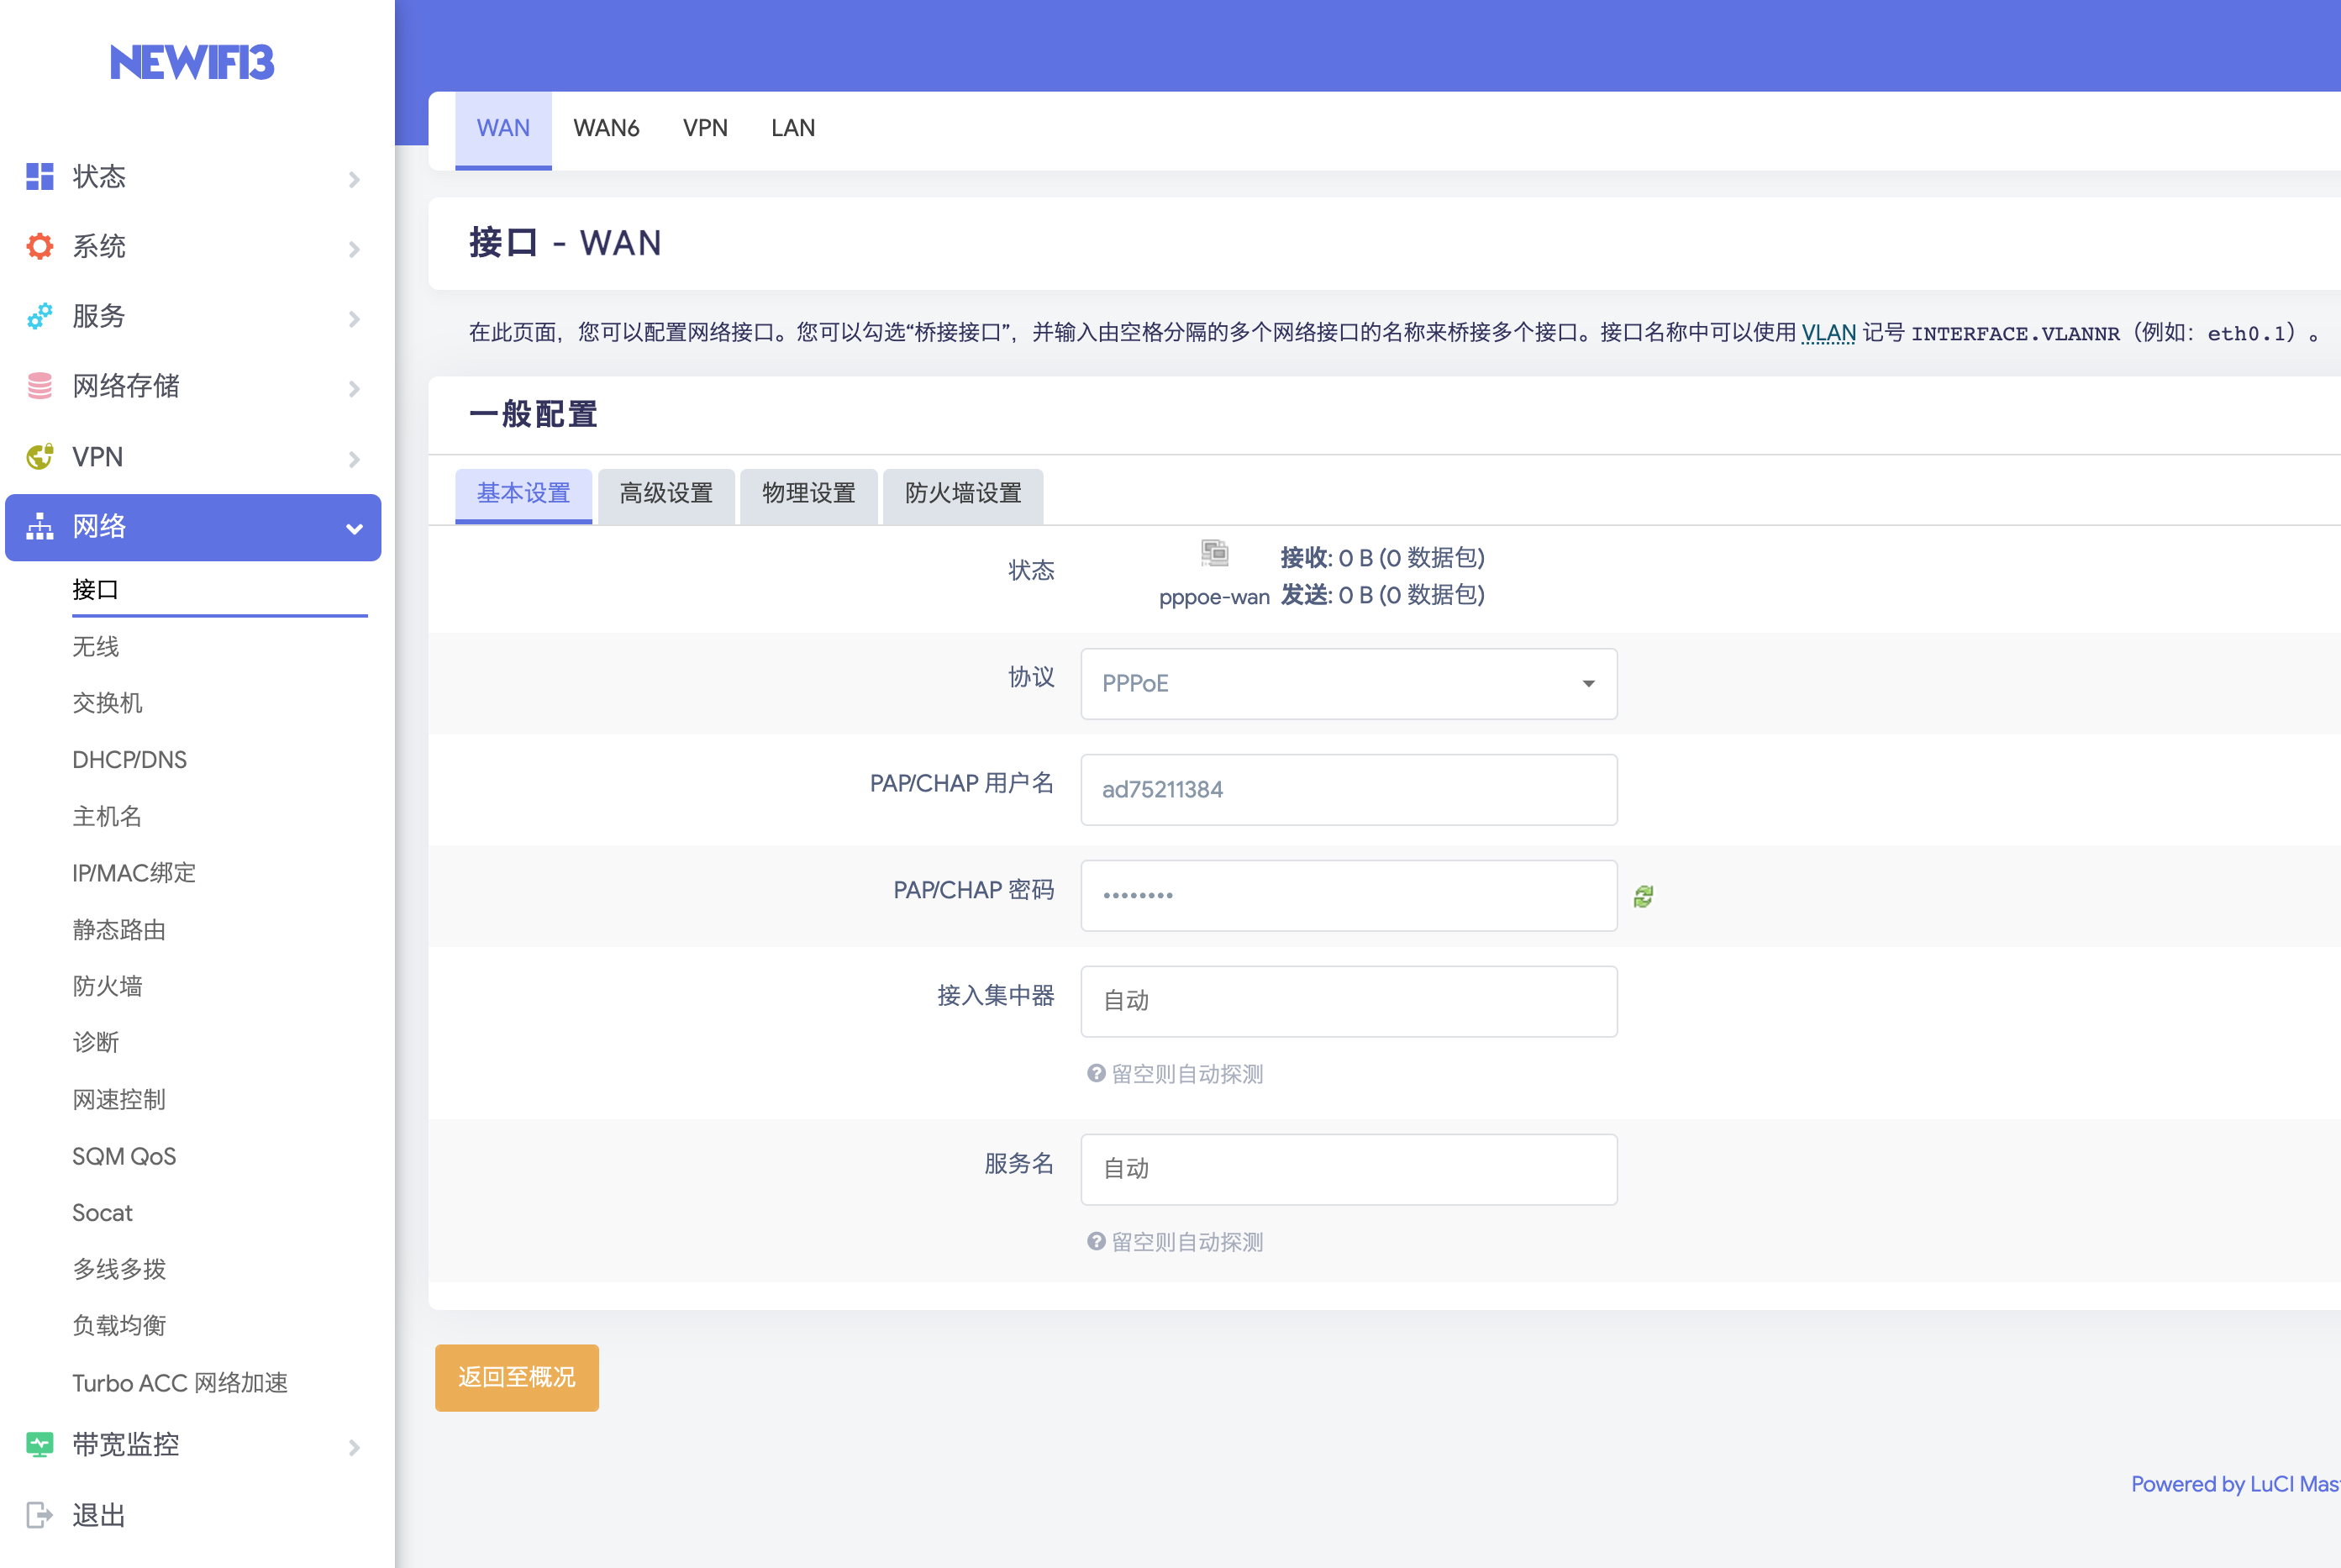 NEWIFI3
状态
系统
服务
网络存储
VPN
网络
接口
无线
交换机
DHCP/DNS
主机名
IP/MAC绑定
静态路由
防火墙
诊断
网速控制
SQM QoS
Socat
多线多拨
负载均衡
Turbo ACC 网络加速
带宽监控
退出
WAN WAN6 VPN LAN
接口 - WAN
在此页面，您可以配置网络接口。您可以勾选“桥接接口”，并输入由空格分隔的多个网络接口的名称来桥接多个接口。接口名称中可以使用 VLAN 记号 INTERFACE.VLANNR（例如：eth0.1）。
一般配置
基本设置 高级设置 物理设置 防火墙设置
状态
接收: 0 B (0 数据包)
pppoe-wan 发送: 0 B (0 数据包)
协议 PPPoE
PAP/CHAP 用户名 ad75211384
PAP/CHAP 密码 ••••••••
接入集中器 自动
留空则自动探测
服务名 自动
留空则自动探测
返回至概况
Powered by LuCI Mas